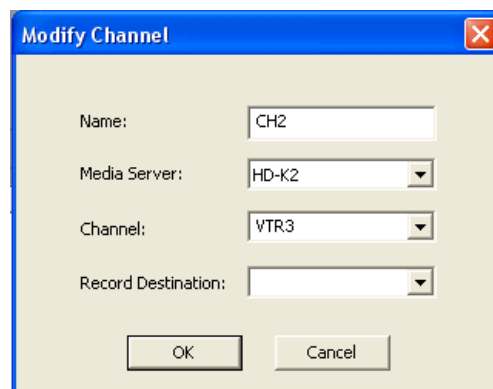 Modify Channel
Name: CH2
Media Server: HD-K2
Channel: VTR3
Record Destination:
OK Cancel